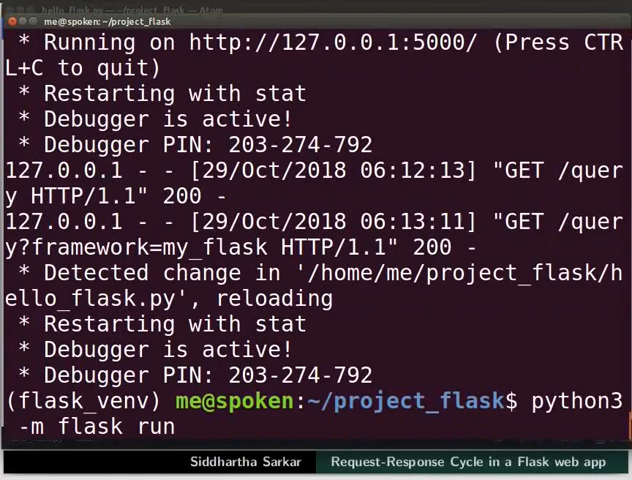 hello_flask.py — ~/project_flask — Atom
me@spoken: ~/project_flask
* Running on http://127.0.0.1:5000/ (Press CTR
L+C to quit)
* Restarting with stat
* Debugger is active!
* Debugger PIN: 203-274-792
127.0.0.1 - - [29/Oct/2018 06:12:13] "GET /quer
y HTTP/1.1" 200 -
127.0.0.1 - - [29/Oct/2018 06:13:11] "GET /quer
y?framework=my_flask HTTP/1.1" 200 -
* Detected change in '/home/me/project_flask/h
ello_flask.py', reloading
* Restarting with stat
* Debugger is active!
* Debugger PIN: 203-274-792
(flask_venv) me@spoken:~/project_flask$ python3
-m flask run
Siddhartha Sarkar Request-Response Cycle in a Flask web app